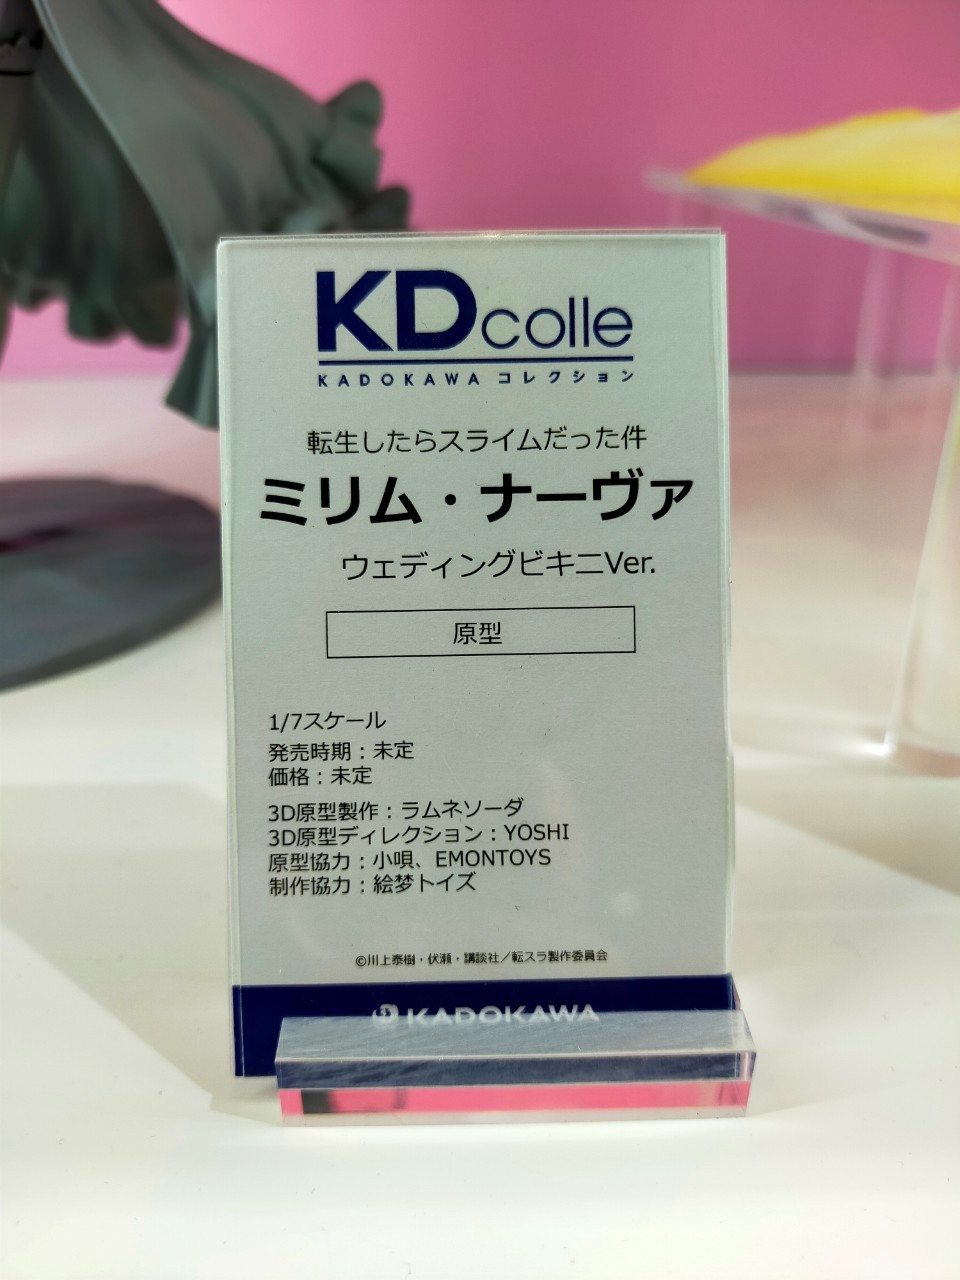 KDcolle
KADOKAWA コレクション
転生したらスライムだった件
ミリム・ナーヴァ
ウェディングビキニVer.
原型
1/7スケール
発売時期：未定
価格：未定
3D原型製作：ラムネソーダ
3D原型ディレクション：YOSHI
原型協力：小唄、EMONTOYS
制作協力：絵梦トイズ
©川上泰樹・伏瀬・講談社／転スラ製作委員会
KADOKAWA